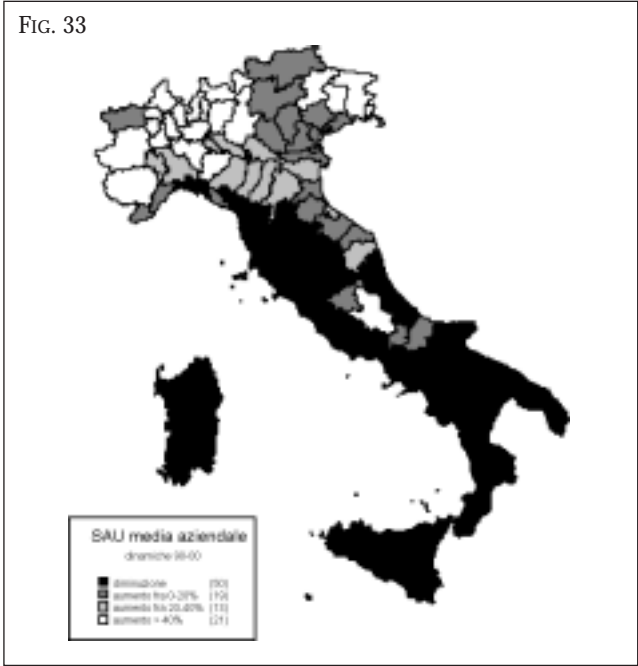 FIG. 33
SAU media aziendale
dinamiche 90-00
diminuzione (50)
aumento fra 0-20% (19)
aumento fra 20-40% (13)
aumento > 40% (21)